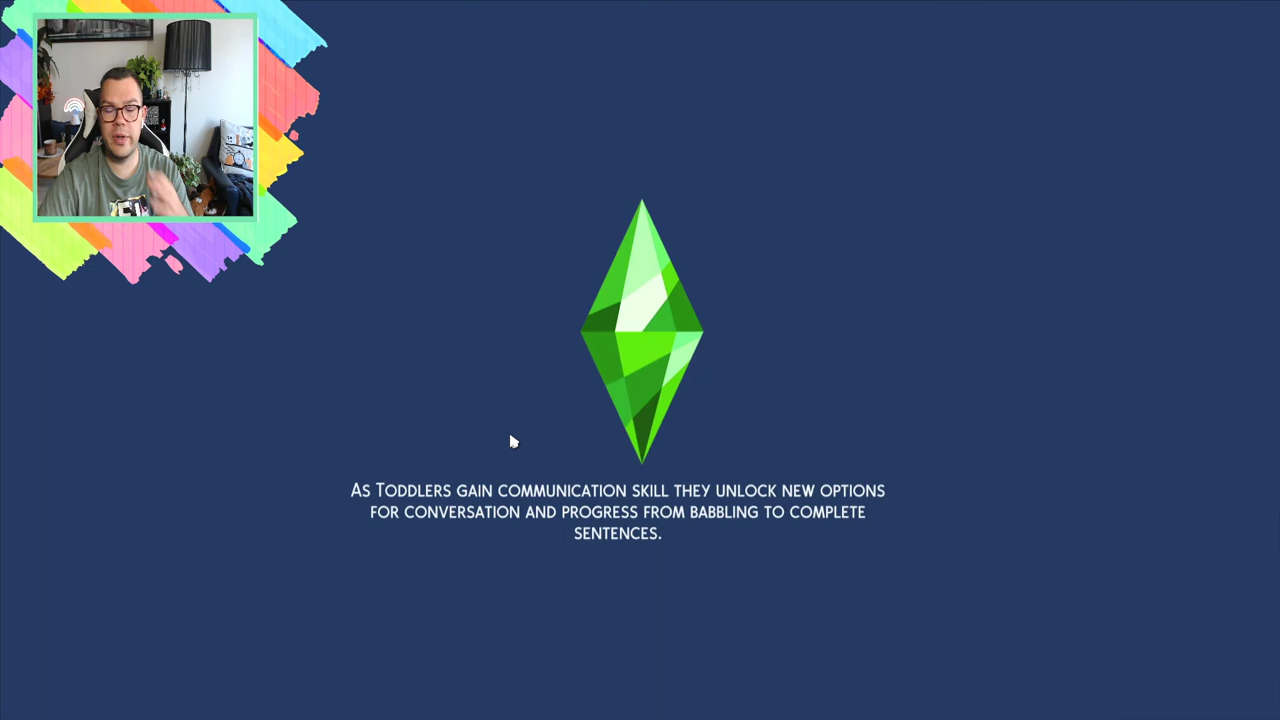 As Toddlers gain communication skill they unlock new options
for conversation and progress from babbling to complete
sentences.